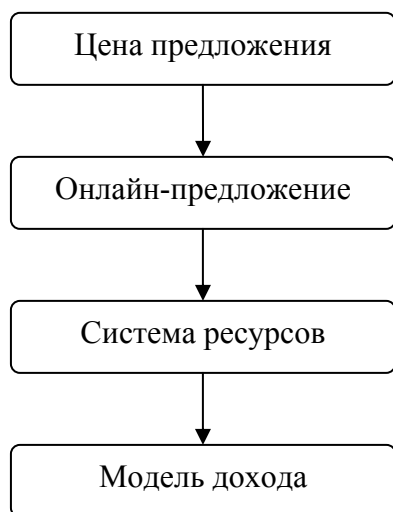 Цена предложения
Онлайн-предложение
Система ресурсов
Модель дохода